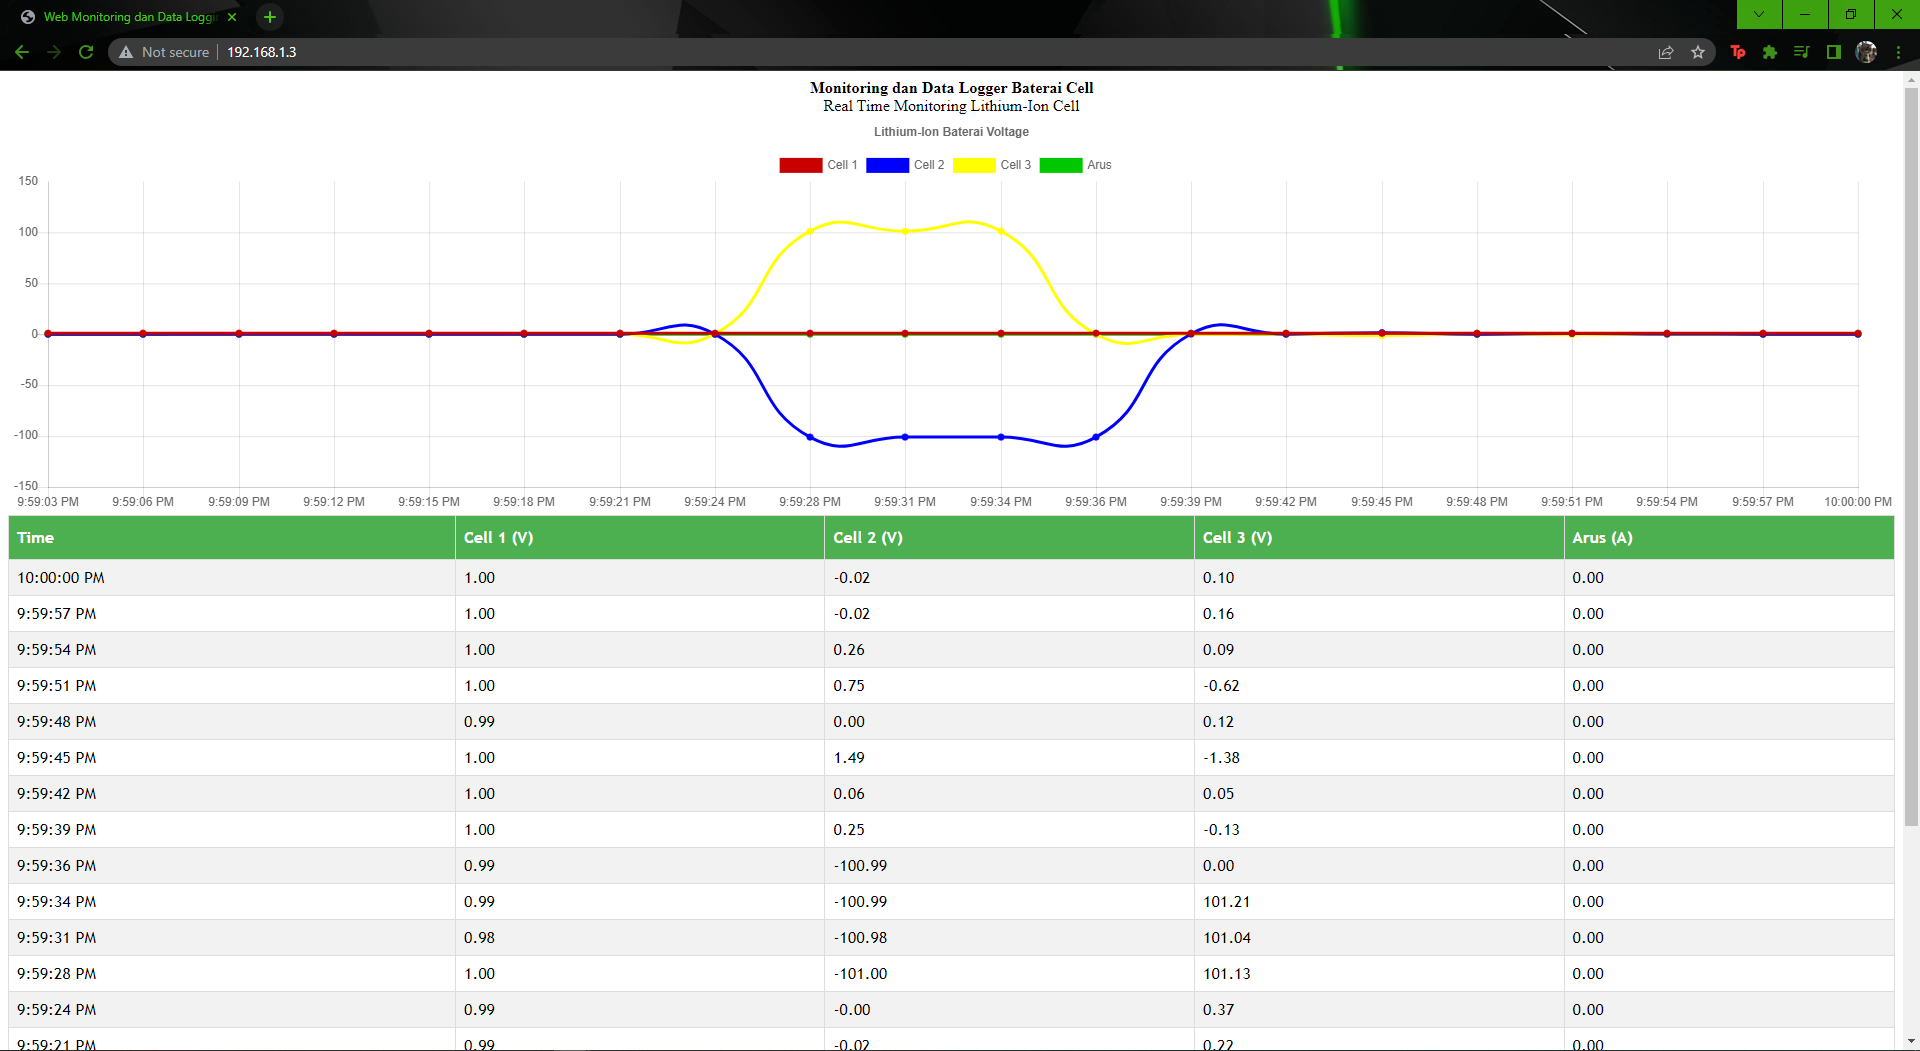 Web Monitoring dan Data Loggi
Not secure 192.168.1.3
Monitoring dan Data Logger Baterai Cell
Real Time Monitoring Lithium-Ion Cell
Lithium-Ion Baterai Voltage
Cell 1 Cell 2 Cell 3 Arus
150
100
50
0
-50
-100
-150
9:59:03 PM 9:59:06 PM 9:59:09 PM 9:59:12 PM 9:59:15 PM 9:59:18 PM 9:59:21 PM 9:59:24 PM 9:59:28 PM 9:59:31 PM 9:59:34 PM 9:59:36 PM 9:59:39 PM 9:59:42 PM 9:59:45 PM 9:59:48 PM 9:59:51 PM 9:59:54 PM 9:59:57 PM 10:00:00 PM
Time Cell 1 (V) Cell 2 (V) Cell 3 (V) Arus (A)
10:00:00 PM 1.00 -0.02 0.10 0.00
9:59:57 PM 1.00 -0.02 0.16 0.00
9:59:54 PM 1.00 0.26 0.09 0.00
9:59:51 PM 1.00 0.75 -0.62 0.00
9:59:48 PM 0.99 0.00 0.12 0.00
9:59:45 PM 1.00 1.49 -1.38 0.00
9:59:42 PM 1.00 0.06 0.05 0.00
9:59:39 PM 1.00 0.25 -0.13 0.00
9:59:36 PM 0.99 -100.99 0.00 0.00
9:59:34 PM 0.99 -100.99 101.21 0.00
9:59:31 PM 0.98 -100.98 101.04 0.00
9:59:28 PM 1.00 -101.00 101.13 0.00
9:59:24 PM 0.99 -0.00 0.37 0.00
9:59:21 PM 0.99 -0.02 0.22 0.00